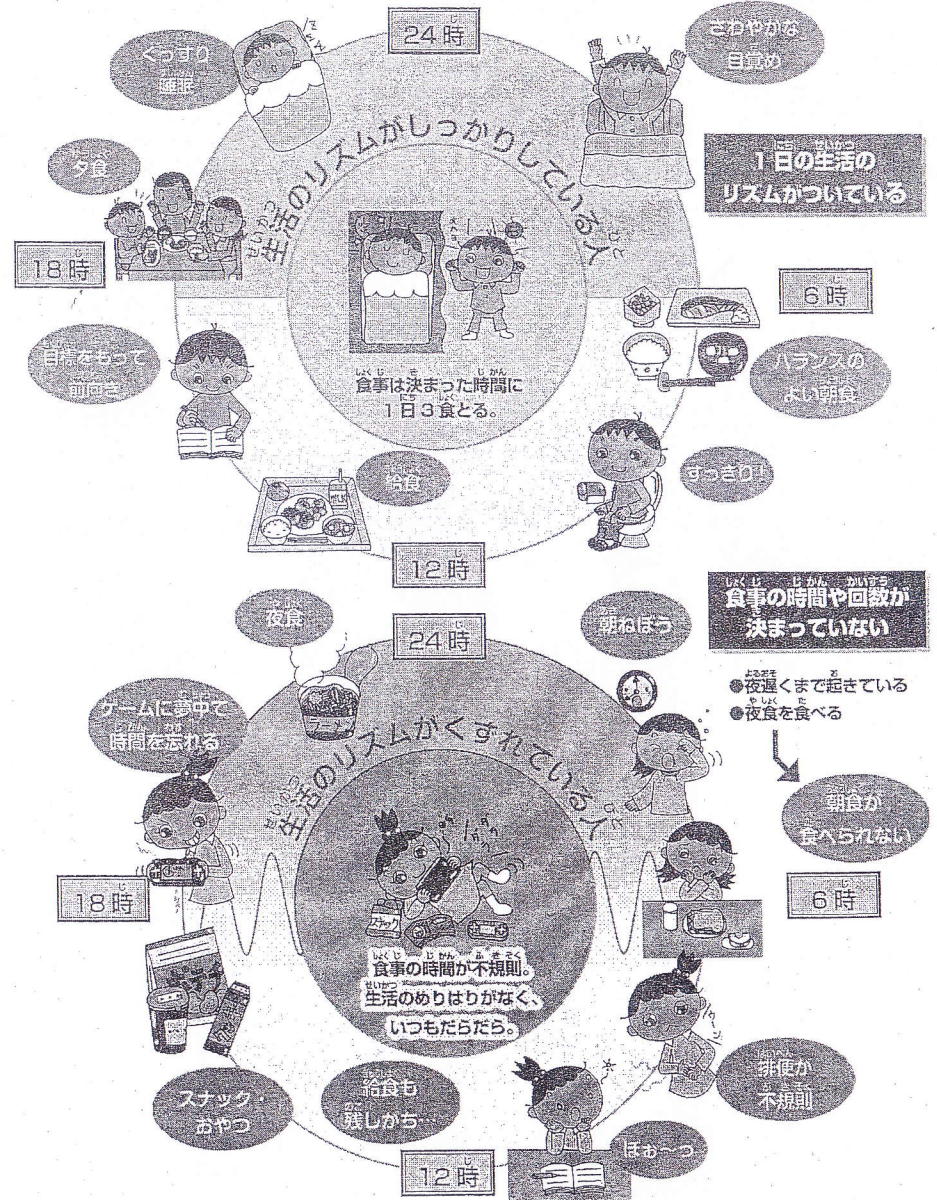 24時
さわやかな
目覚め
ぐっすり
睡眠
1日の生活の
リズムがついている
夕食
生活のリズムがしっかりしている人
18時
6時
目標をもって
前向き
食事は決まった時間に
1日3食とる。
バランスの
よい朝食
給食
すっきり！
12時
食事の時間や回数が
決まっていない
夜食
24時
朝ねぼう
●夜遅くまで起きている
●夜食を食べる
ゲームに夢中で
時間を忘れる
ラーメン
生活のリズムがくずれている人
朝食が
食べられない
18時
6時
スナック
食事の時間が不規則。
生活のめりはりがなく、
いつもだらだら。
排便が
不規則
スナック・
おやつ
給食も
残しがち…
ぼぉ〜っ
12時